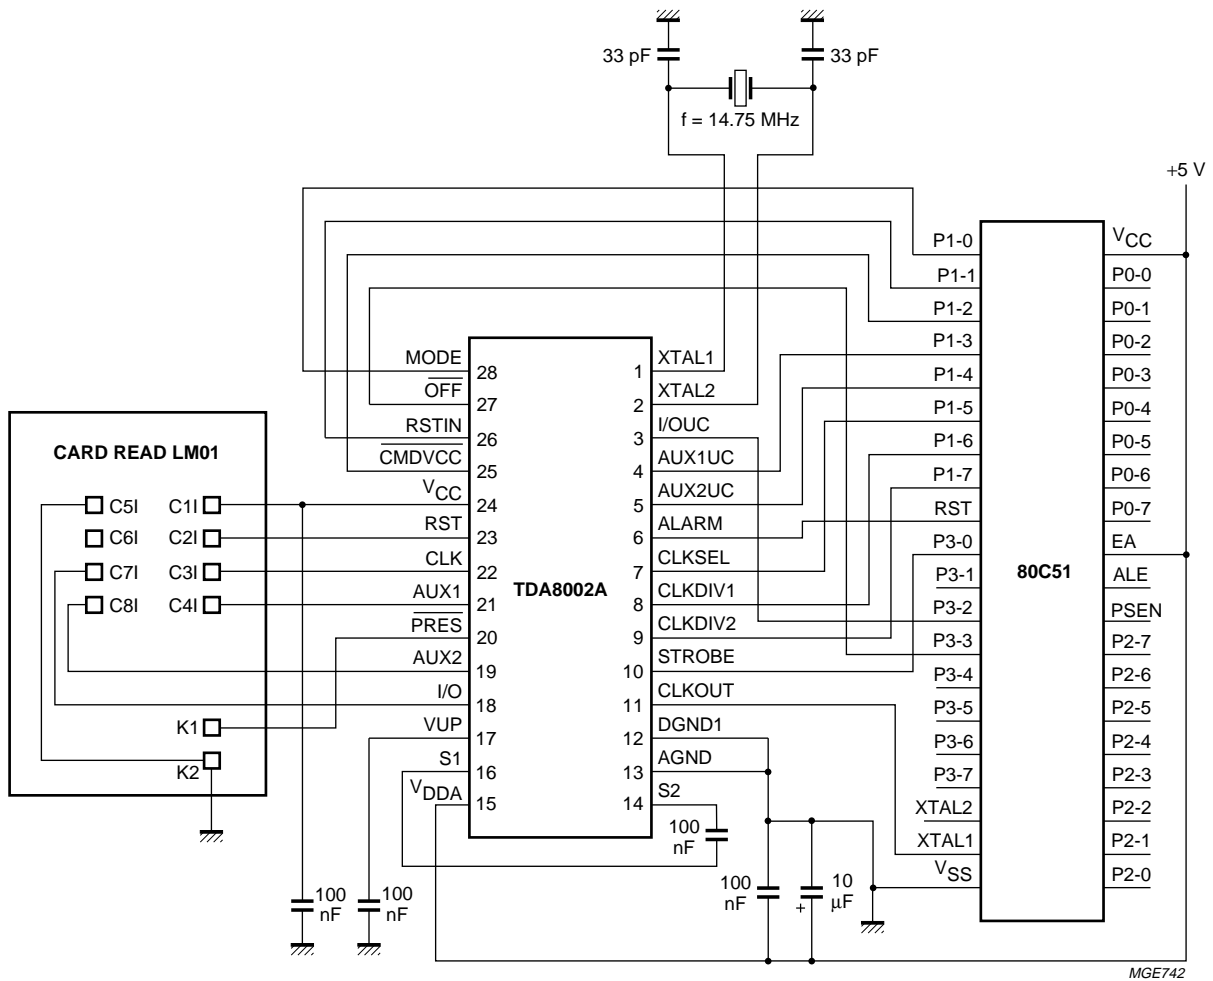 33 pF
33 pF
f = 14.75 MHz
+5 V
P1-0
P1-1
P1-2
P1-3
P1-4
P1-5
P1-6
P1-7
RST
P3-0
P3-1
P3-2
P3-3
P3-4
P3-5
P3-6
P3-7
XTAL2
XTAL1
VSS
80C51
VCC
P0-0
P0-1
P0-2
P0-3
P0-4
P0-5
P0-6
P0-7
EA
ALE
PSEN
P2-7
P2-6
P2-5
P2-4
P2-3
P2-2
P2-1
P2-0
MODE 28
OFF 27
RSTIN 26
CMDVCC 25
VCC 24
RST 23
CLK 22
AUX1 21
PRES 20
AUX2 19
I/O 18
VUP 17
S1 16
VDDA 15
TDA8002A
1 XTAL1
2 XTAL2
3 I/OUC
4 AUX1UC
5 AUX2UC
6 ALARM
7 CLKSEL
8 CLKDIV1
9 CLKDIV2
10 STROBE
11 CLKOUT
12 DGND1
13 AGND
14 S2
CARD READ LM01
C5I C1I
C6I C2I
C7I C3I
C8I C4I
K1
K2
100
nF
100
nF
100
nF
100
nF
10
µF
+
MGE742